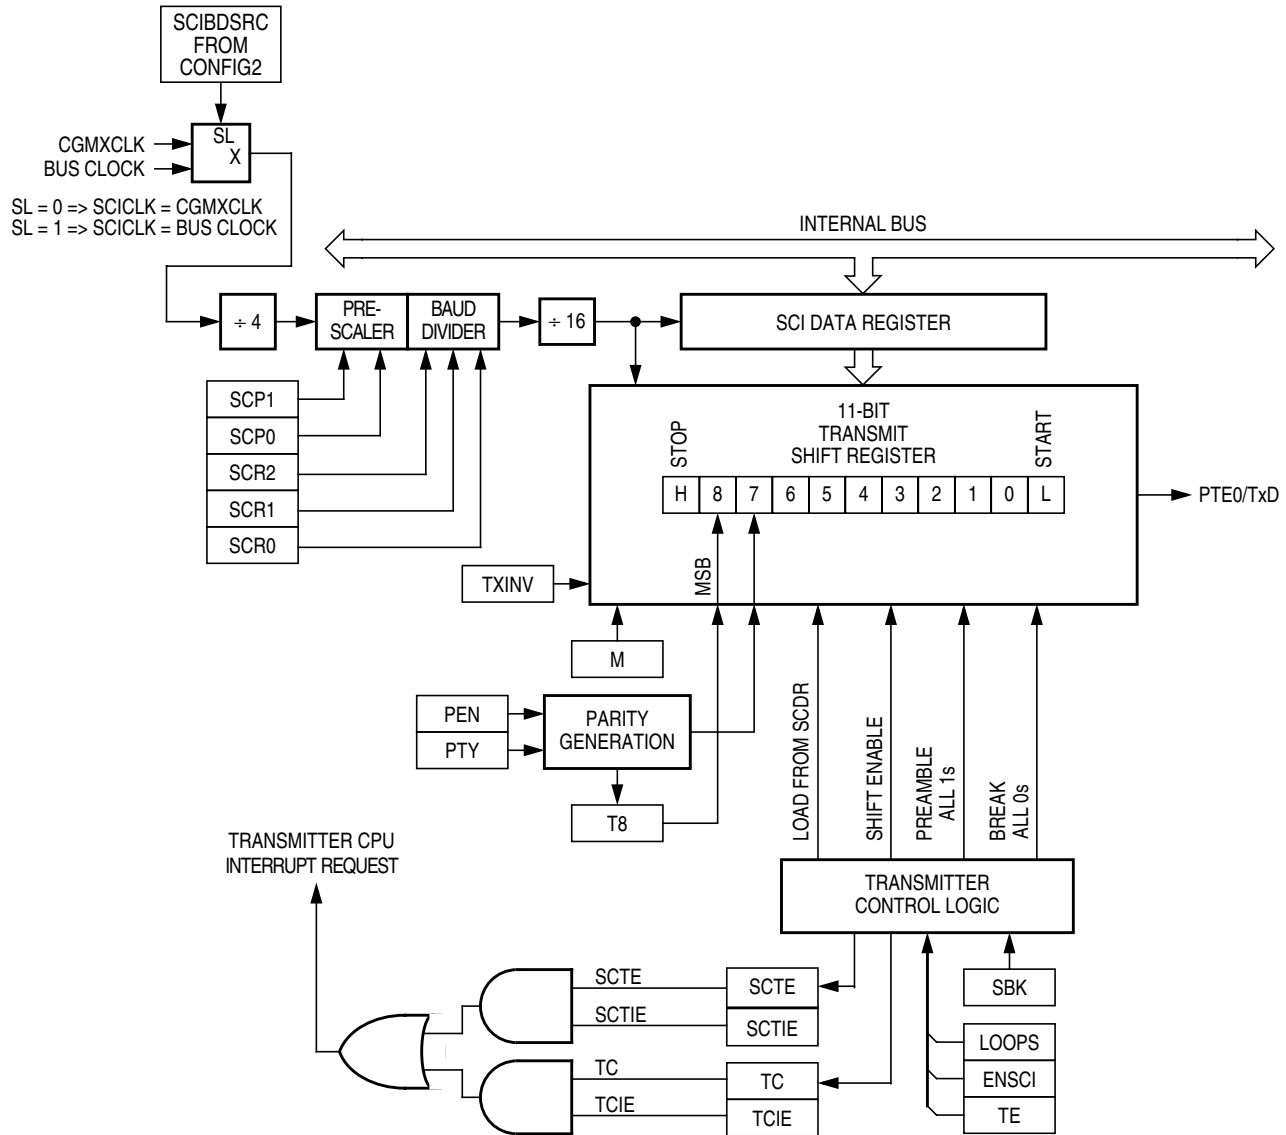 SCIBDSRC
FROM
CONFIG2
SL
X
CGMXCLK
BUS CLOCK
SL = 0 => SCICLK = CGMXCLK
SL = 1 => SCICLK = BUS CLOCK
INTERNAL BUS
÷ 4
PRE-
SCALER
BAUD
DIVIDER
÷ 16
SCI DATA REGISTER
SCP1
SCP0
SCR2
SCR1
SCR0
11-BIT
TRANSMIT
SHIFT REGISTER
STOP
START
H 8 7 6 5 4 3 2 1 0 L
PTE0/TxD
MSB
TXINV
M
PEN
PTY
PARITY
GENERATION
T8
LOAD FROM SCDR
SHIFT ENABLE
PREAMBLE
ALL 1s
BREAK
ALL 0s
TRANSMITTER CPU
INTERRUPT REQUEST
TRANSMITTER
CONTROL LOGIC
SCTE
SCTE
SCTIE
SCTIE
TC
TC
TCIE
TCIE
SBK
LOOPS
ENSCI
TE